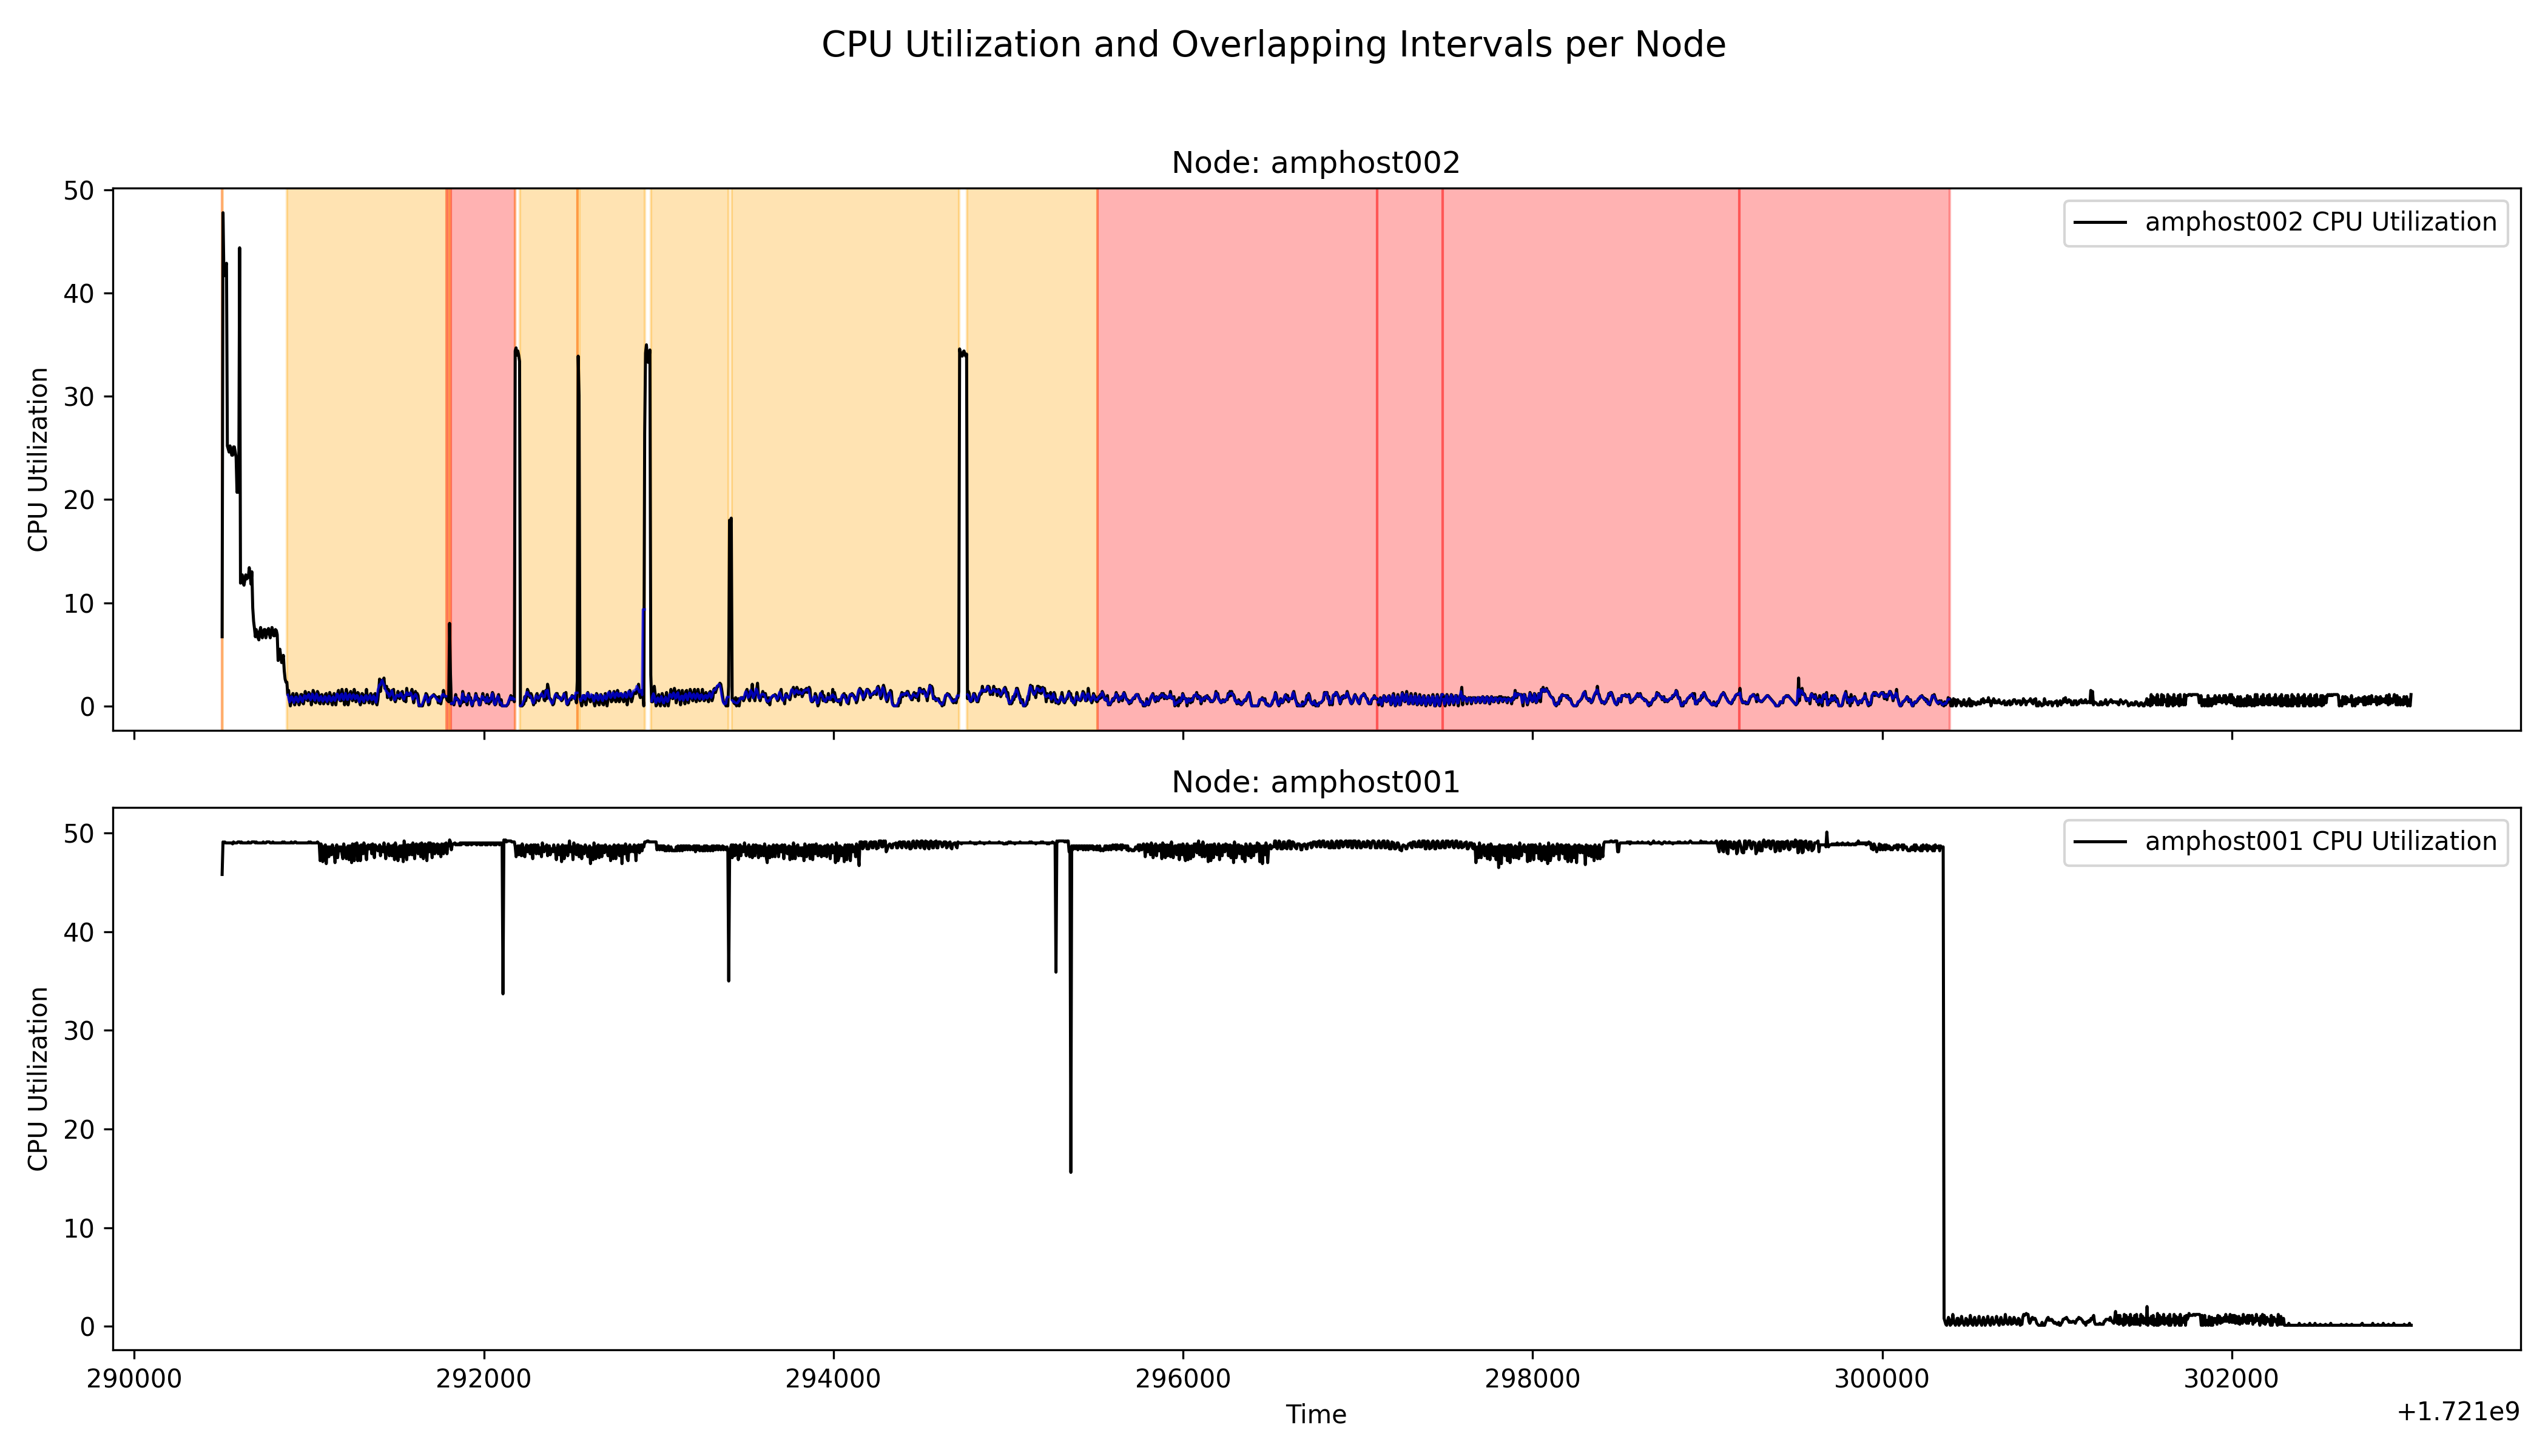 CPU Utilization and Overlapping Intervals per Node
Node: amphost002
50
40
30
20
10
0
CPU Utilization
amphost002 CPU Utilization
Node: amphost001
50
40
30
20
10
0
CPU Utilization
amphost001 CPU Utilization
290000 292000 294000 296000 298000 300000 302000
Time
+1.721e9